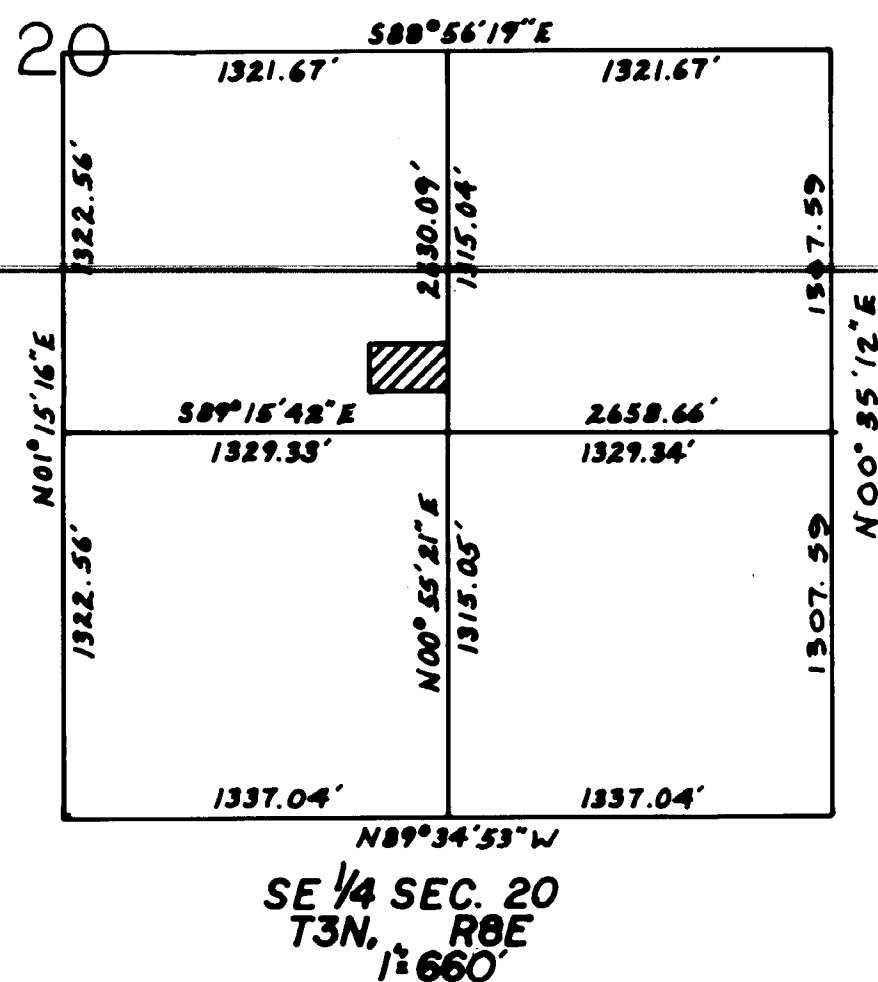 20
S88°56'19"E
1321.67' 1321.67'
1322.56'
2630.09'
1315.04'
N01°15'16"E
N00°35'12"E
S89°15'42"E 2658.66'
1329.33' 1329.34'
1322.56'
N00°55'21"E
1315.05'
1307.59
1337.04' 1337.04'
N89°34'53"W
SE 1/4 SEC. 20
T3N, R8E
1"=660'